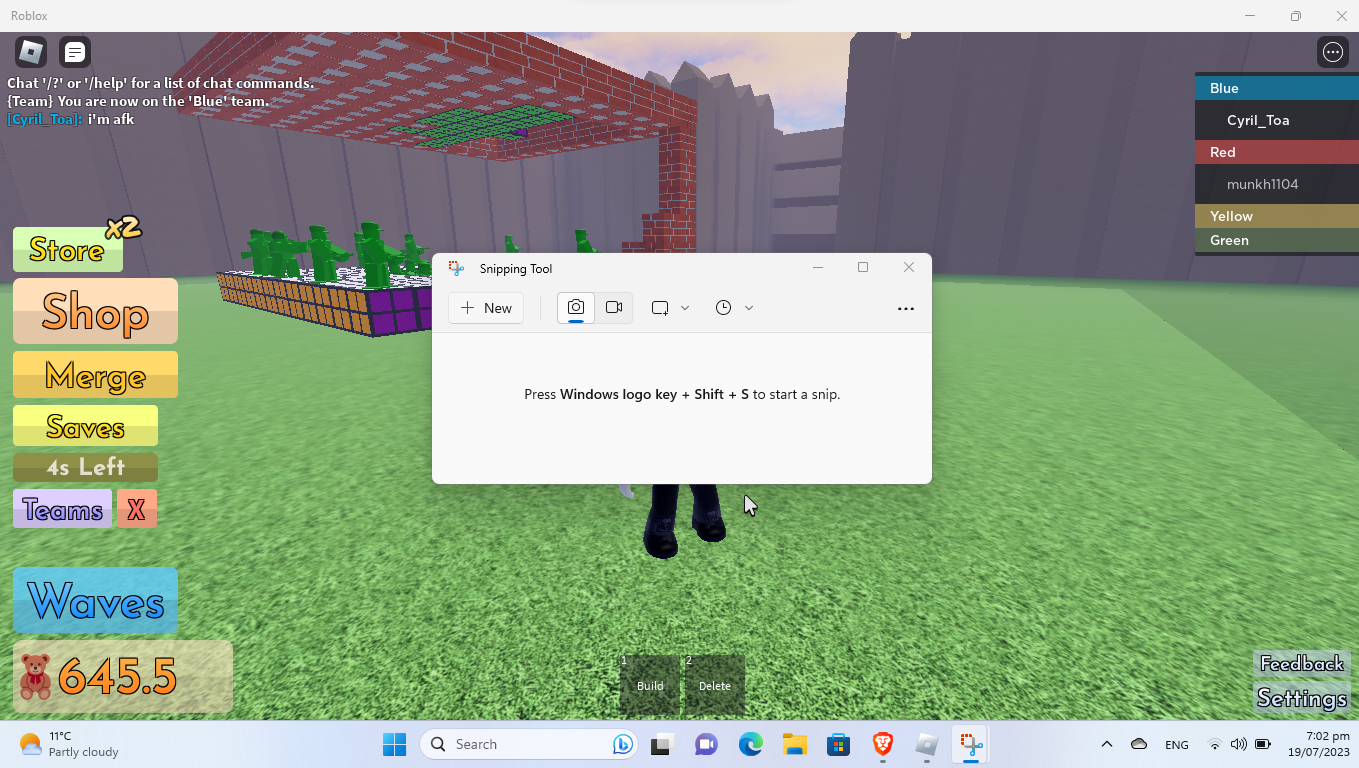 Roblox
Chat '/?' or '/help' for a list of chat commands.
{Team} You are now on the 'Blue' team.
[Cyril_Toa]: i'm afk
Blue
Cyril_Toa
Red
munkh1104
Yellow
Green
x2
Store
Shop
Merge
Saves
4s Left
Teams X
Waves
645.5
Snipping Tool
New
Press Windows logo key + Shift + S to start a snip.
1 2
Build Delete
Feedback
Settings
11°C
Partly cloudy
Search
ENG
7:02 pm
19/07/2023